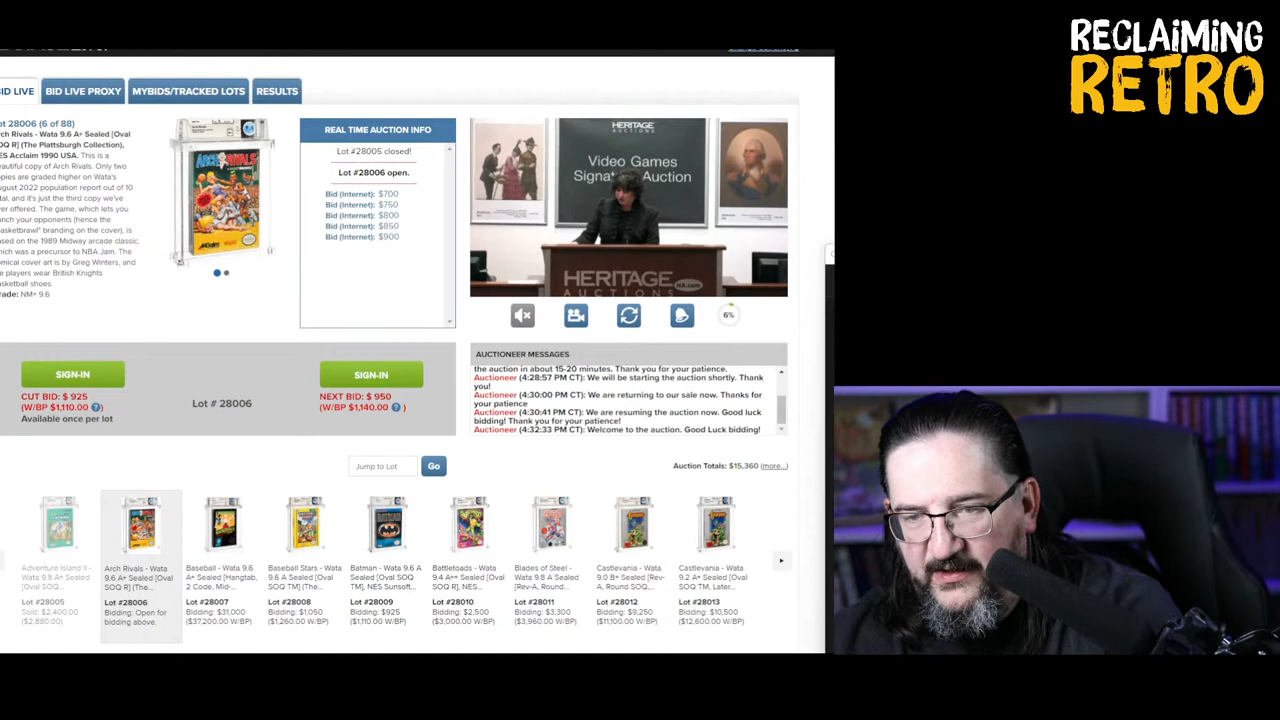 RECLAIMING
RETRO
BID LIVE PROXY
MYBIDS/TRACKED LOTS
RESULTS
28006 (6 of 88)
Rivals - Wata 9.6 A+ Sealed [Oval
R] (The Plattsburgh Collection),
Acclaim 1990 USA. This is a
copy of Arch Rivals. Only two
are graded higher on Wata's
2022 population report out of 10
and it's just the third copy we've
offered. The game, which lets you
your opponents (hence the
on the cover), is
on the 1989 Midway arcade classic,
was a precursor to NBA Jam. The
cover art is by Greg Winters, and
players wear British Knights
shoes.
NM+ 9.6
ARCH RIVALS
REAL TIME AUCTION INFO
Lot #28005 closed!
Lot #28006 open.
Bid (Internet): $700
Bid (Internet): $750
Bid (Internet): $800
Bid (Internet): $850
Bid (Internet): $900
HERITAGE
AUCTIONS
Video Games
Signature Auction
HERITAGE
HA.com
AUCTIONS
6%
SIGN-IN
CUT BID: $ 925
(W/BP $1,110.00 ?)
Available once per lot
Lot # 28006
SIGN-IN
NEXT BID: $ 950
(W/BP $1,140.00 ?)
AUCTIONEER MESSAGES
the auction in about 15-20 minutes. Thank you for your patience.
Auctioneer (4:28:57 PM CT): We will be starting the auction shortly. Thank
you!
Auctioneer (4:30:00 PM CT): We are returning to our sale now. Thanks for
your patience
Auctioneer (4:30:41 PM CT): We are resuming the auction now. Good luck
bidding! Thank you for your patience!
Auctioneer (4:32:33 PM CT): Welcome to the auction. Good Luck bidding!
Jump to Lot
Go
Auction Totals: $15,360 (more...)
Adventure Island II -
Wata 9.8 A+ Sealed
[Oval SOQ...
Lot #28005
Sold: $2,400.00
($2,880.00)
Arch Rivals - Wata
9.6 A+ Sealed [Oval
SOQ R] (The...
Lot #28006
Bidding: Open for
bidding above.
Baseball - Wata 9.6
A+ Sealed [Hangtab,
2 Code, Mid-...
Lot #28007
Bidding: $31,000
($37,200.00 W/BP)
Baseball Stars - Wata
9.6 A Sealed [Oval
SOQ TM] (The...
Lot #28008
Bidding: $1,050
($1,260.00 W/BP)
Batman - Wata 9.6 A
Sealed [Oval SOQ
TM], NES Sunsoft...
Lot #28009
Bidding: $925
($1,110.00 W/BP)
Battletoads - Wata
9.4 A++ Sealed [Oval
SOQ R], NES...
Lot #28010
Bidding: $2,500
($3,000.00 W/BP)
Blades of Steel - Wata
9.8 A Sealed
[Rev-A, Round...
Lot #28011
Bidding: $3,300
($3,960.00 W/BP)
Castlevania - Wata
9.0 B+ Sealed [Rev-
A, Round SOQ,...
Lot #28012
Bidding: $9,250
($11,100.00 W/BP)
Castlevania - Wata
9.2 A+ Sealed [Oval
SOQ TM, Later...
Lot #28013
Bidding: $10,500
($12,600.00 W/BP)